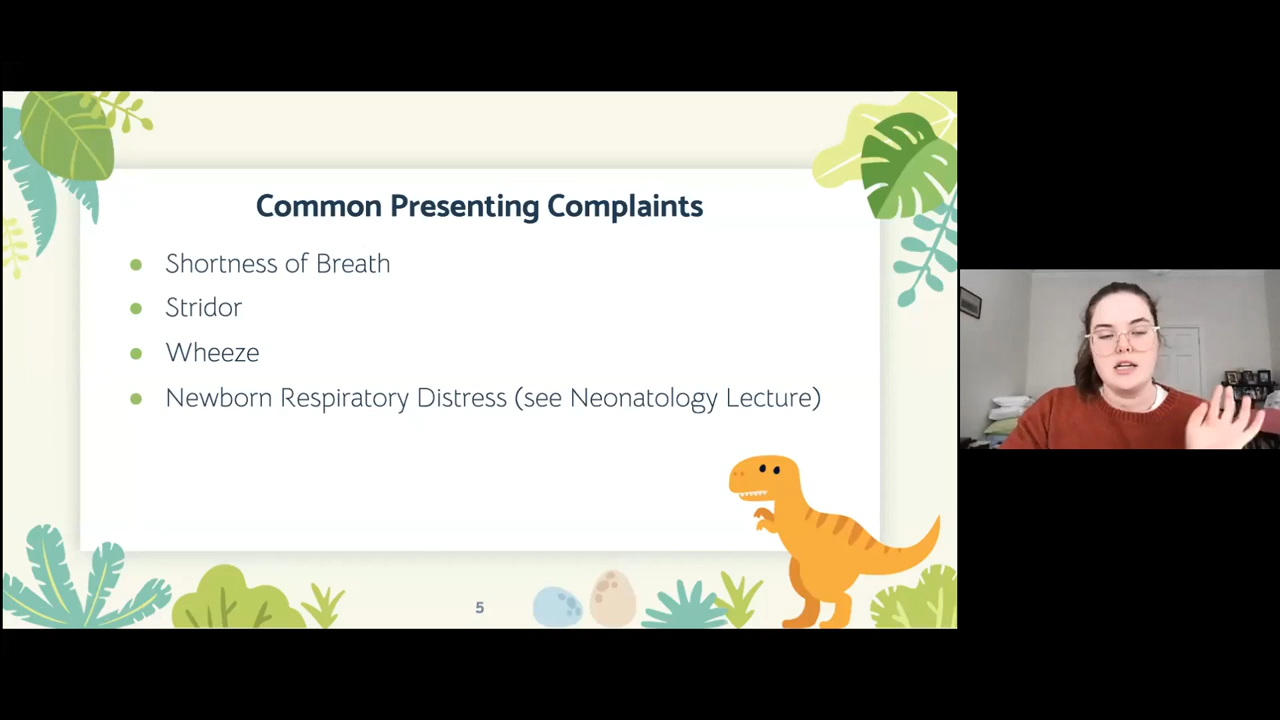 Common Presenting Complaints
Shortness of Breath
Stridor
Wheeze
Newborn Respiratory Distress (see Neonatology Lecture)
5